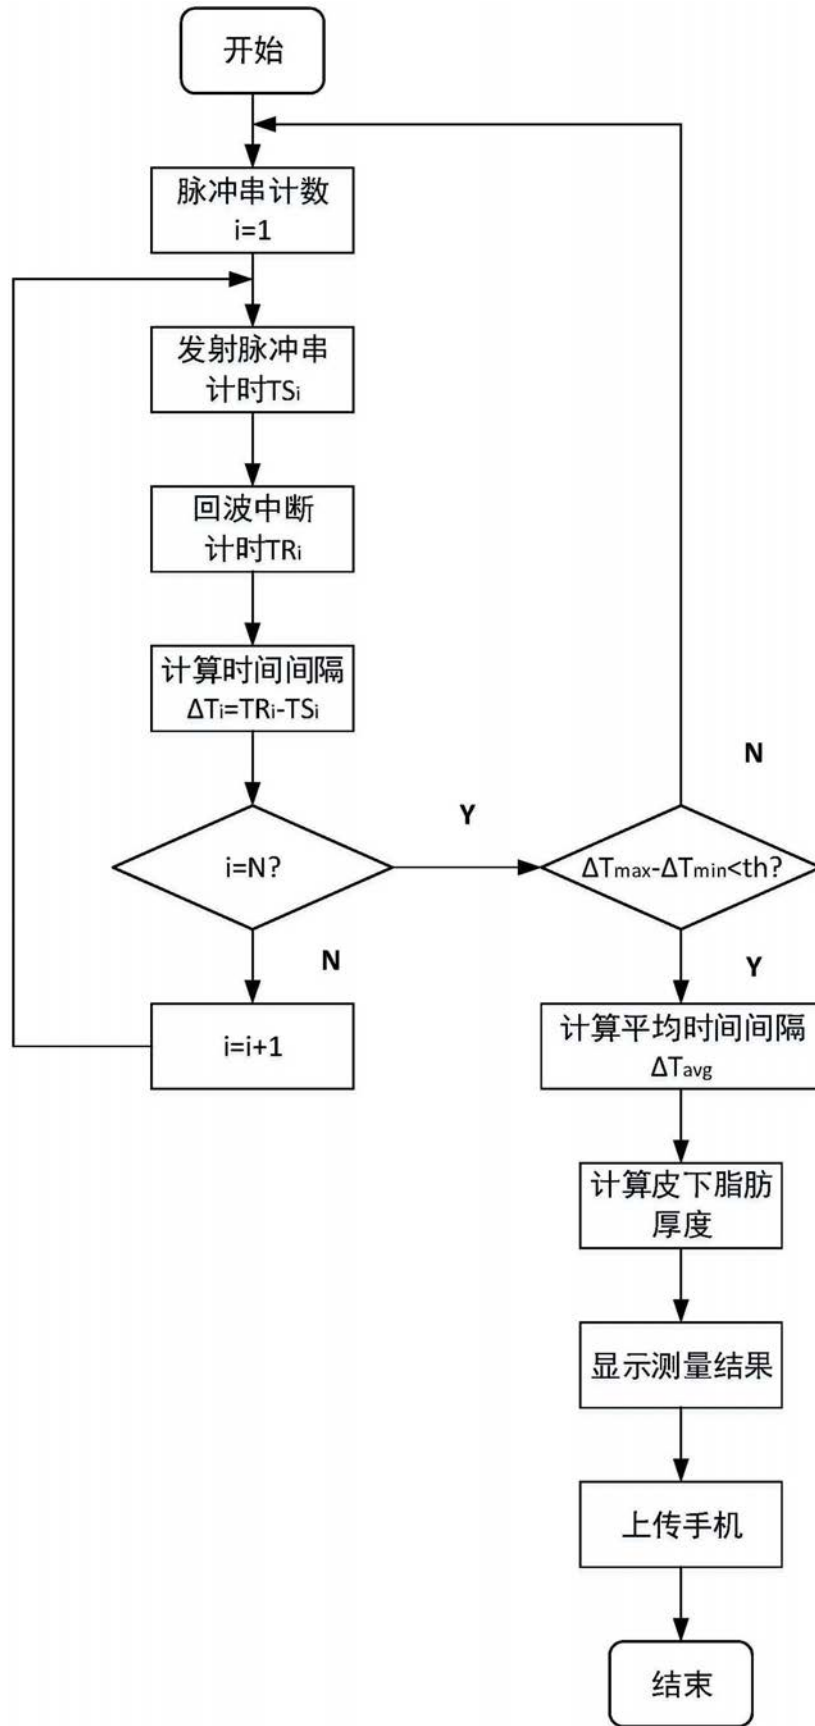 开始
脉冲串计数
i=1
发射脉冲串
计时TSi
回波中断
计时TRi
计算时间间隔
ΔTi=TRi-TSi
i=N?
Y
N
i=i+1
ΔTmax-ΔTmin<th?
N
Y
计算平均时间间隔
ΔTavg
计算皮下脂肪
厚度
显示测量结果
上传手机
结束